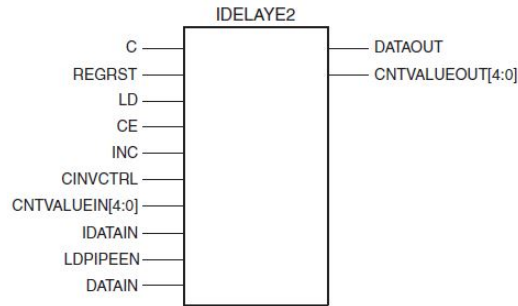 IDELAYE2
C
DATAOUT
REGRST
CNTVALUEOUT[4:0]
LD
CE
INC
CINVCTRL
CNTVALUEIN[4:0]
IDATAIN
LDPIPEEN
DATAIN